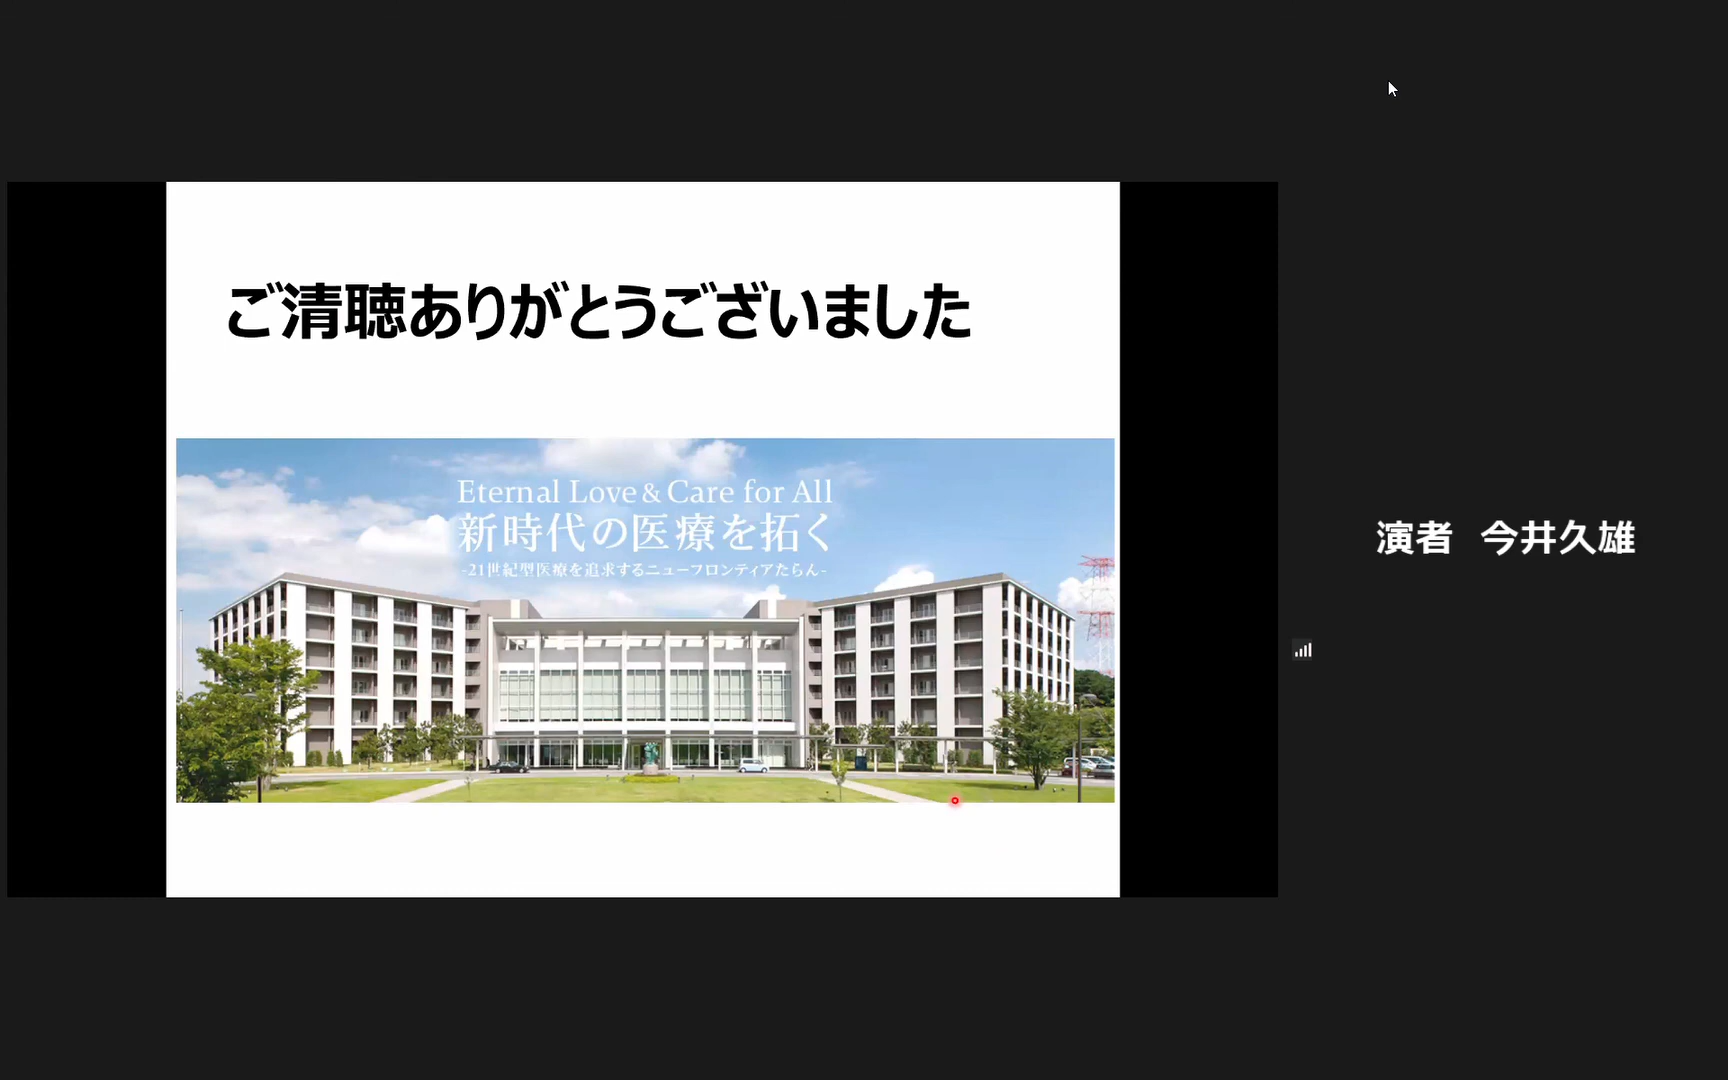 ご清聴ありがとうございました
Eternal Love & Care for All
新時代の医療を拓く
-21世紀型医療を追求するニューフロンティアたらん-
演者 今井久雄